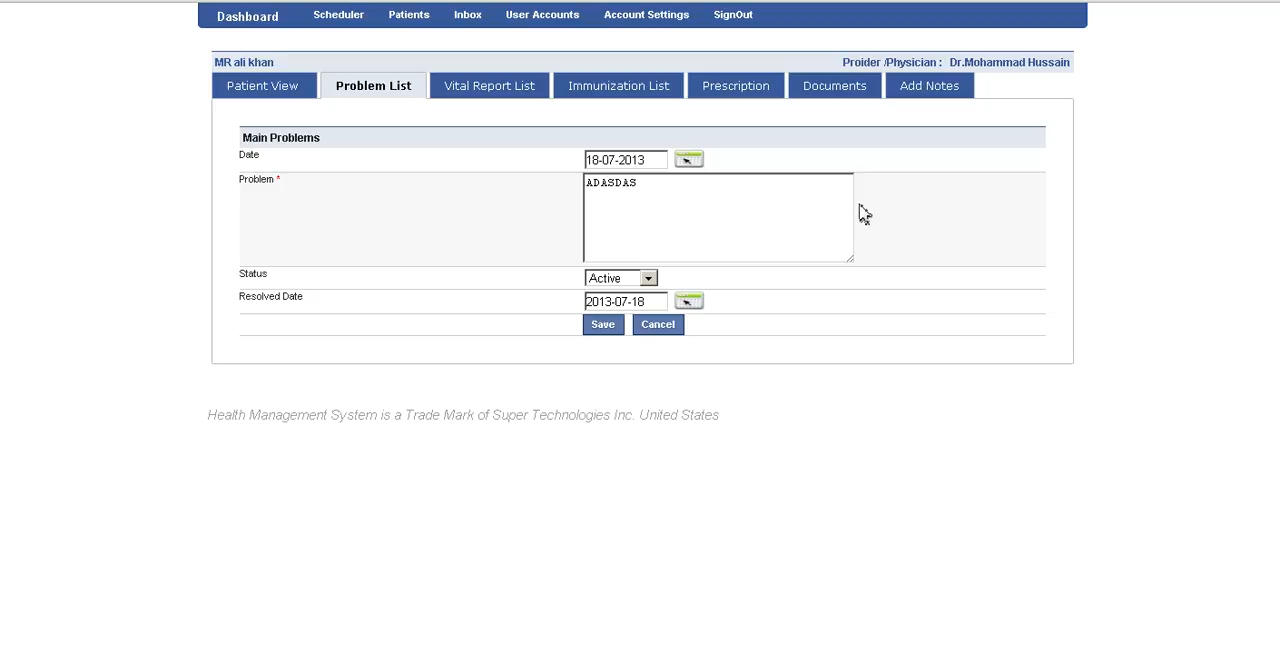 Dashboard Scheduler Patients Inbox User Accounts Account Settings SignOut
MR ali khan Proider /Physician : Dr.Mohammad Hussain
Patient View Problem List Vital Report List Immunization List Prescription Documents Add Notes
Main Problems
Date 18-07-2013
Problem * ADASDAS
Status Active
Resolved Date 2013-07-18
Save Cancel
Health Management System is a Trade Mark of Super Technologies Inc. United States